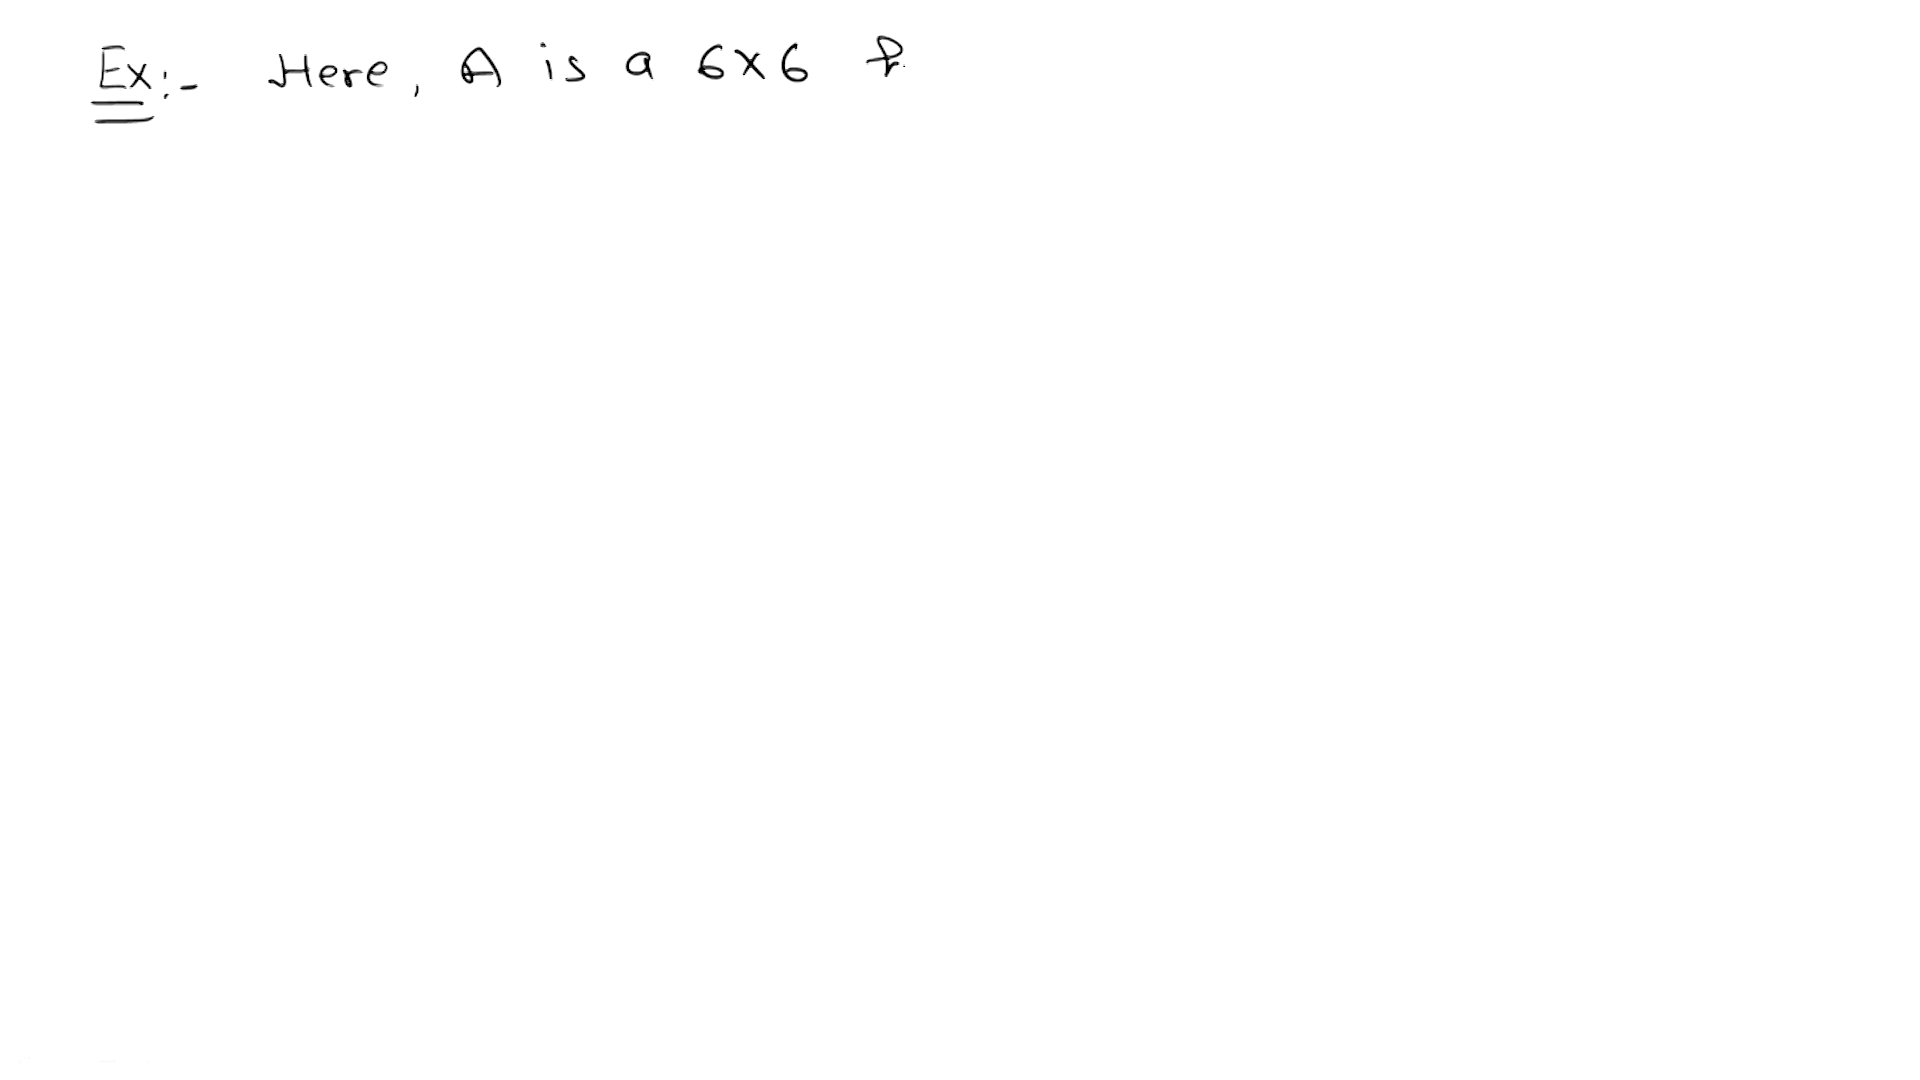 Ex:- Here, A is a 6x6